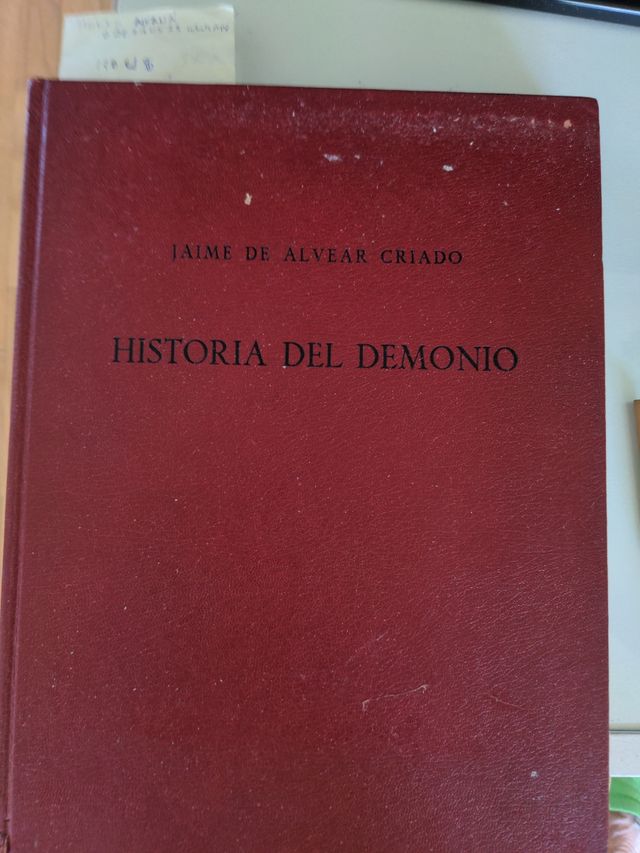 JAIME DE ALVEAR CRIADO
HISTORIA DEL DEMONIO